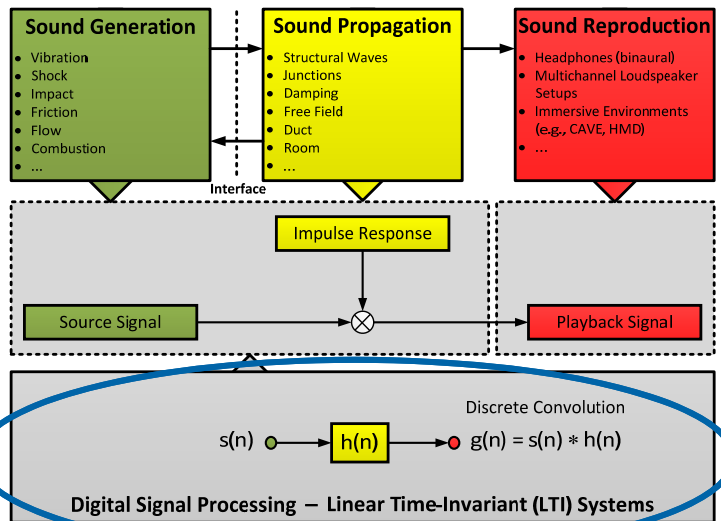 Sound Generation
• Vibration
• Shock
• Impact
• Friction
• Flow
• Combustion
• ...
Interface
Sound Propagation
• Structural Waves
• Junctions
• Damping
• Free Field
• Duct
• Room
• ...
Sound Reproduction
• Headphones (binaural)
• Multichannel Loudspeaker
Setups
• Immersive Environments
(e.g., CAVE, HMD)
• ...
Impulse Response
Source Signal
Playback Signal
Discrete Convolution
s(n)
h(n)
g(n) = s(n) ∗ h(n)
Digital Signal Processing – Linear Time-Invariant (LTI) Systems